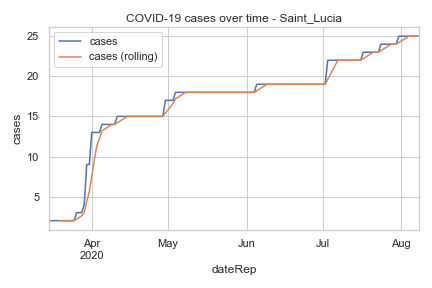 COVID-19 cases over time - Saint_Lucia
cases
cases (rolling)
25
20
15
10
5
cases
Apr
2020
May
Jun
Jul
Aug
dateRep